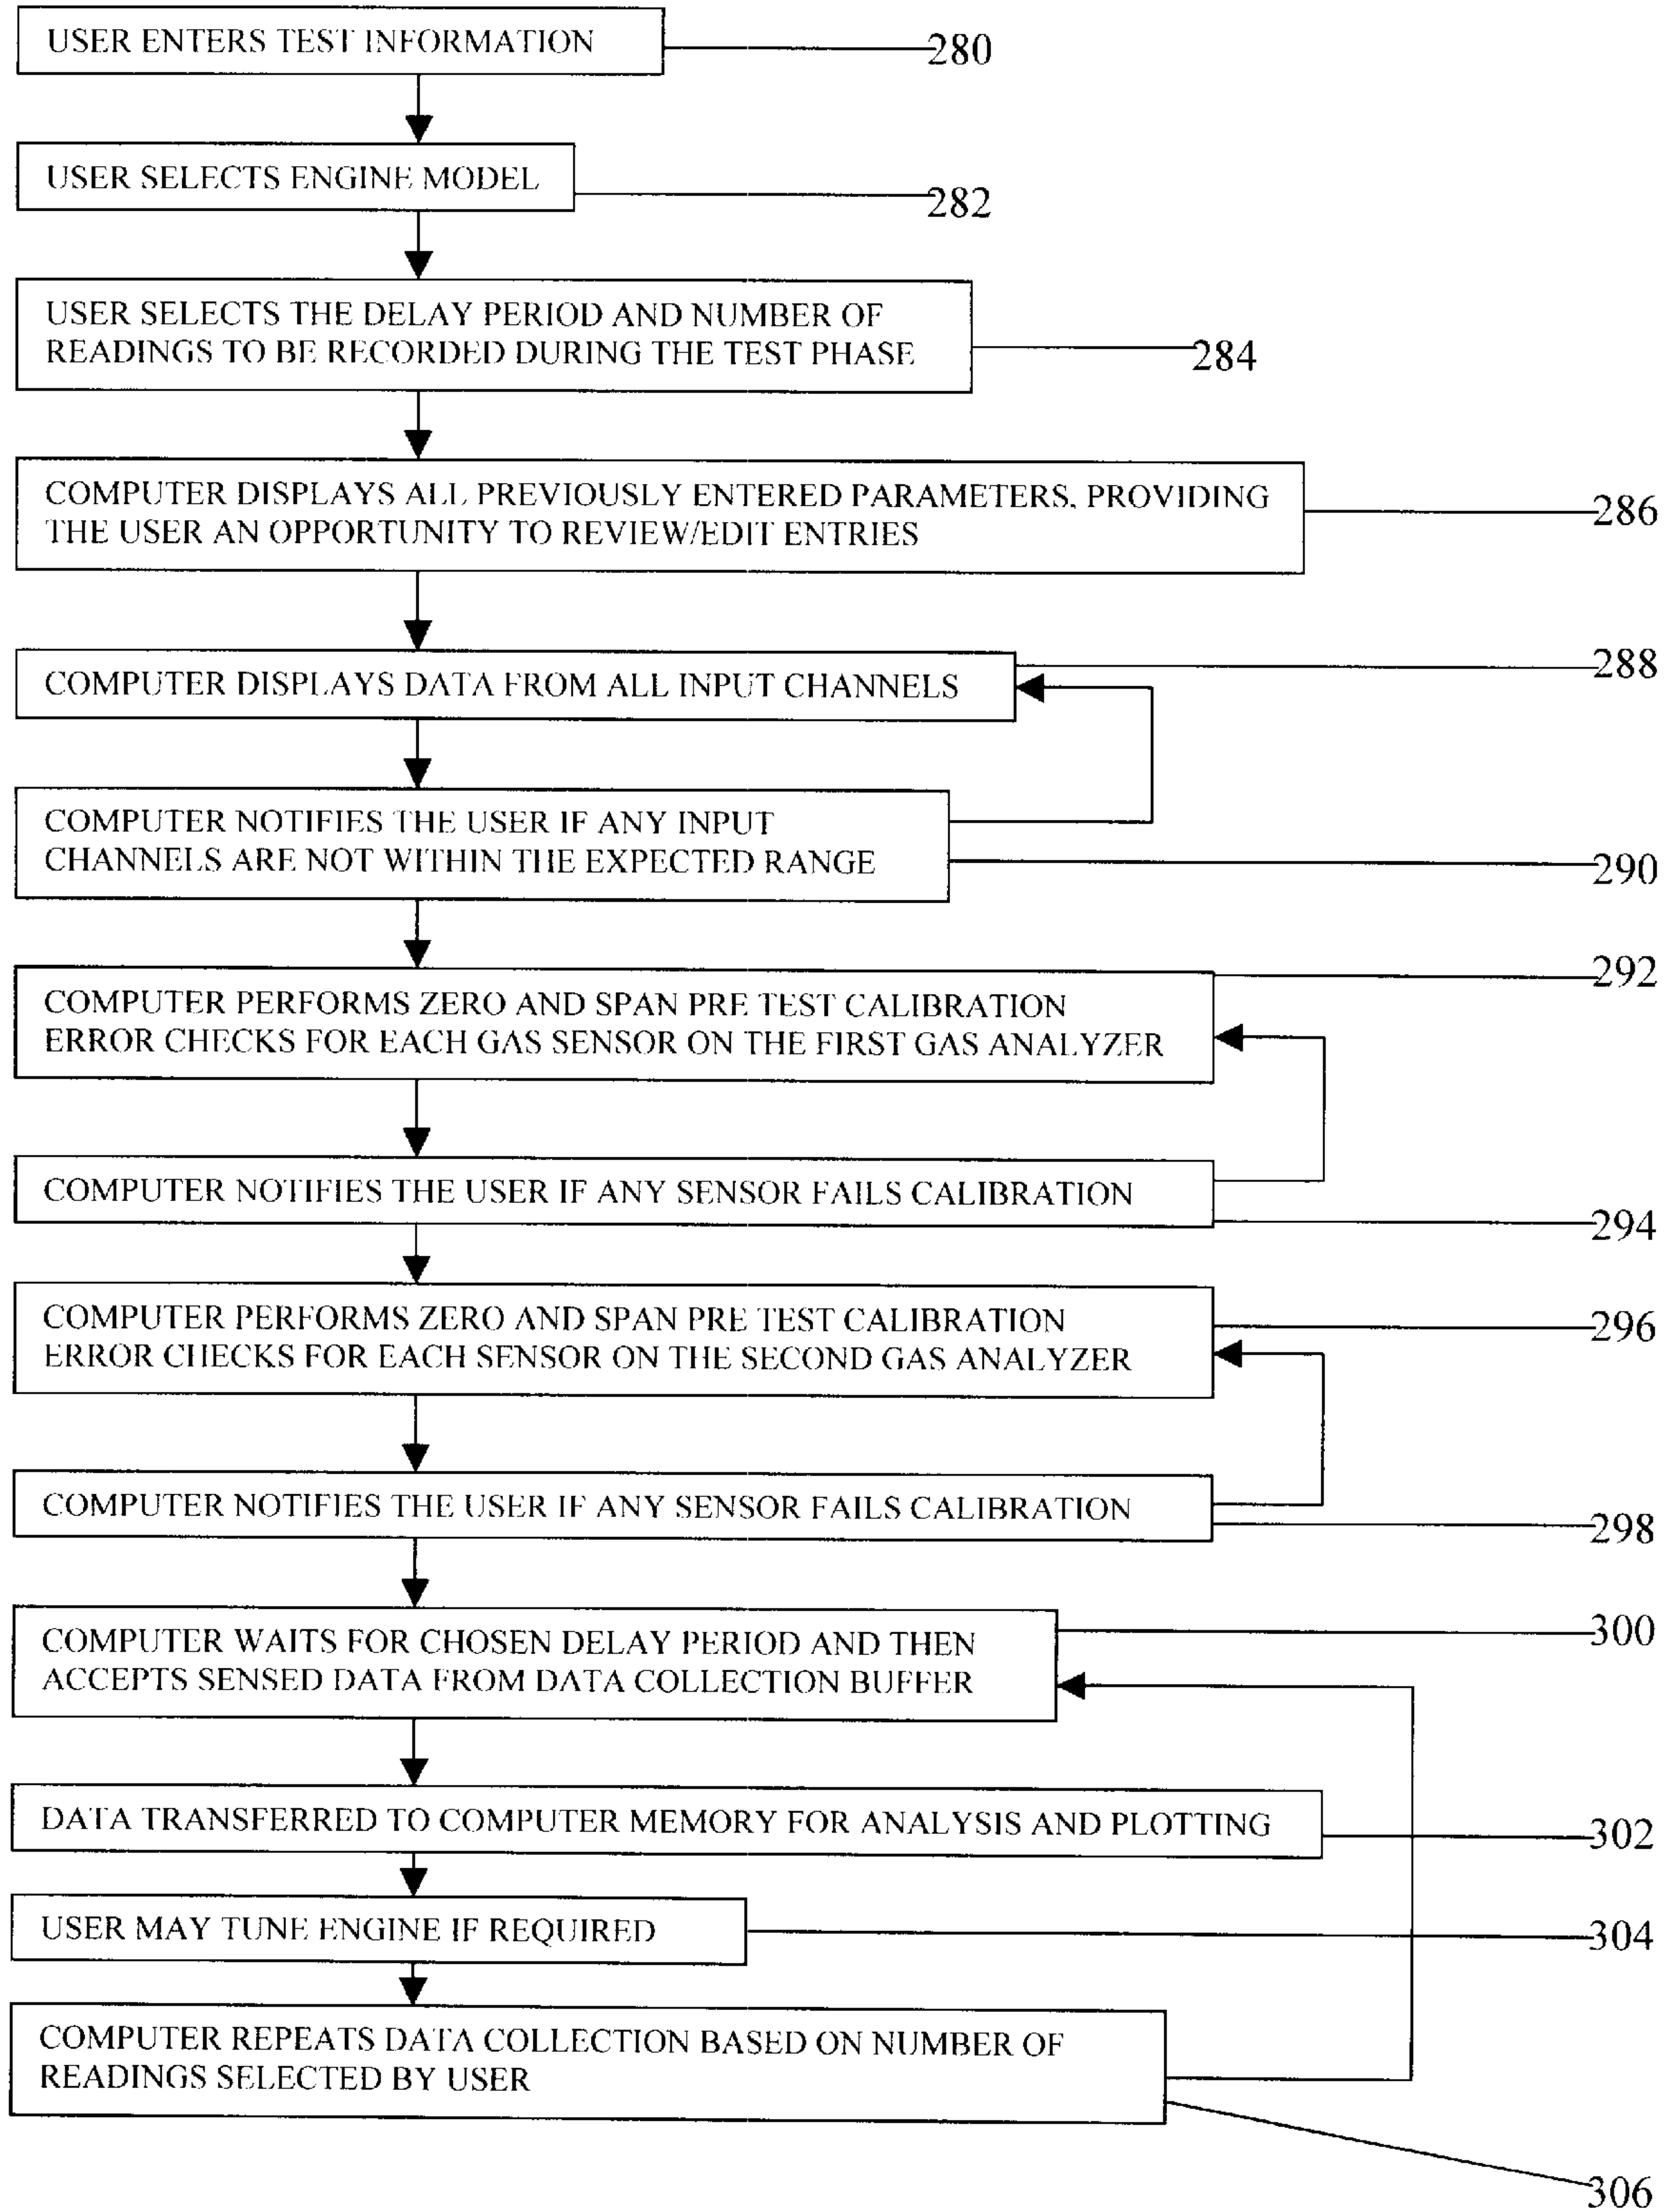 USER ENTERS TEST INFORMATION
280
USER SELECTS ENGINE MODEL
282
USER SELECTS THE DELAY PERIOD AND NUMBER OF
READINGS TO BE RECORDED DURING THE TEST PHASE
284
COMPUTER DISPLAYS ALL PREVIOUSLY ENTERED PARAMETERS, PROVIDING
THE USER AN OPPORTUNITY TO REVIEW/EDIT ENTRIES
286
COMPUTER DISPLAYS DATA FROM ALL INPUT CHANNELS
288
COMPUTER NOTIFIES THE USER IF ANY INPUT
CHANNELS ARE NOT WITHIN THE EXPECTED RANGE
290
COMPUTER PERFORMS ZERO AND SPAN PRE TEST CALIBRATION
ERROR CHECKS FOR EACH GAS SENSOR ON THE FIRST GAS ANALYZER
292
COMPUTER NOTIFIES THE USER IF ANY SENSOR FAILS CALIBRATION
294
COMPUTER PERFORMS ZERO AND SPAN PRE TEST CALIBRATION
ERROR CHECKS FOR EACH SENSOR ON THE SECOND GAS ANALYZER
296
COMPUTER NOTIFIES THE USER IF ANY SENSOR FAILS CALIBRATION
298
COMPUTER WAITS FOR CHOSEN DELAY PERIOD AND THEN
ACCEPTS SENSED DATA FROM DATA COLLECTION BUFFER
300
DATA TRANSFERRED TO COMPUTER MEMORY FOR ANALYSIS AND PLOTTING
302
USER MAY TUNE ENGINE IF REQUIRED
304
COMPUTER REPEATS DATA COLLECTION BASED ON NUMBER OF
READINGS SELECTED BY USER
306